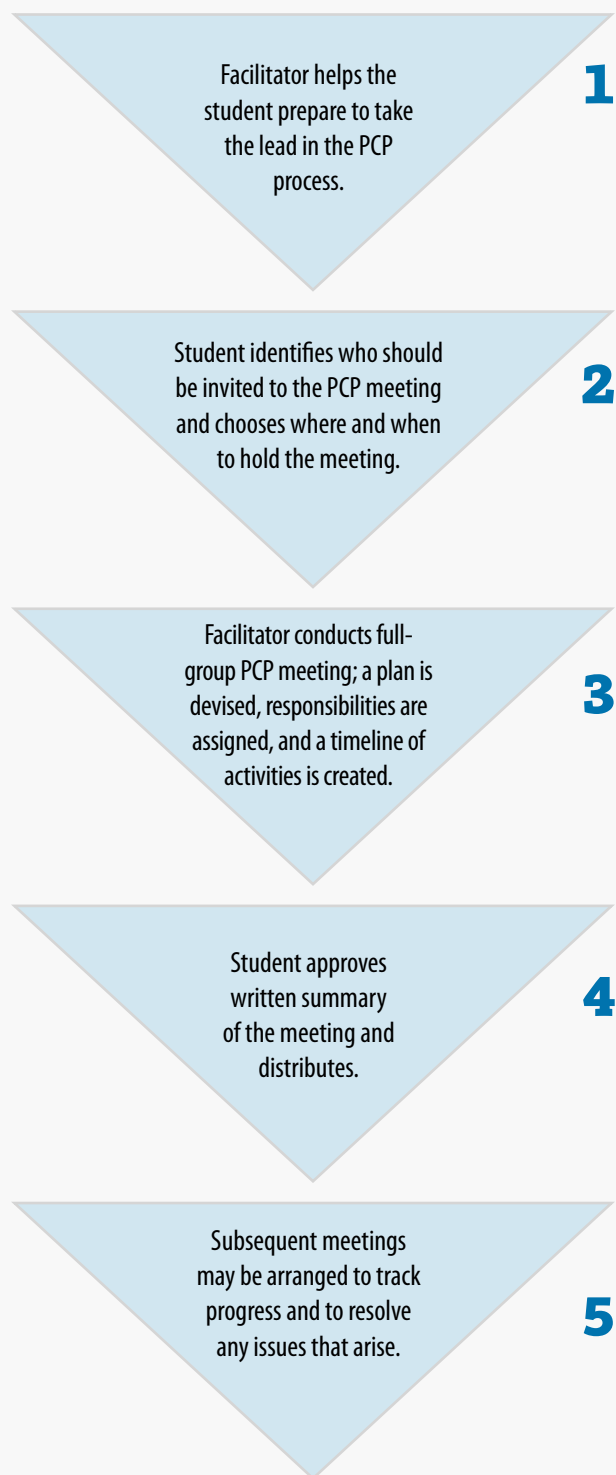 Facilitator helps the
student prepare to take
the lead in the PCP
process.
1
Student identifies who should
be invited to the PCP meeting
and chooses where and when
to hold the meeting.
2
Facilitator conducts full-
group PCP meeting; a plan is
devised, responsibilities are
assigned, and a timeline of
activities is created.
3
Student approves
written summary
of the meeting and
distributes.
4
Subsequent meetings
may be arranged to track
progress and to resolve
any issues that arise.
5